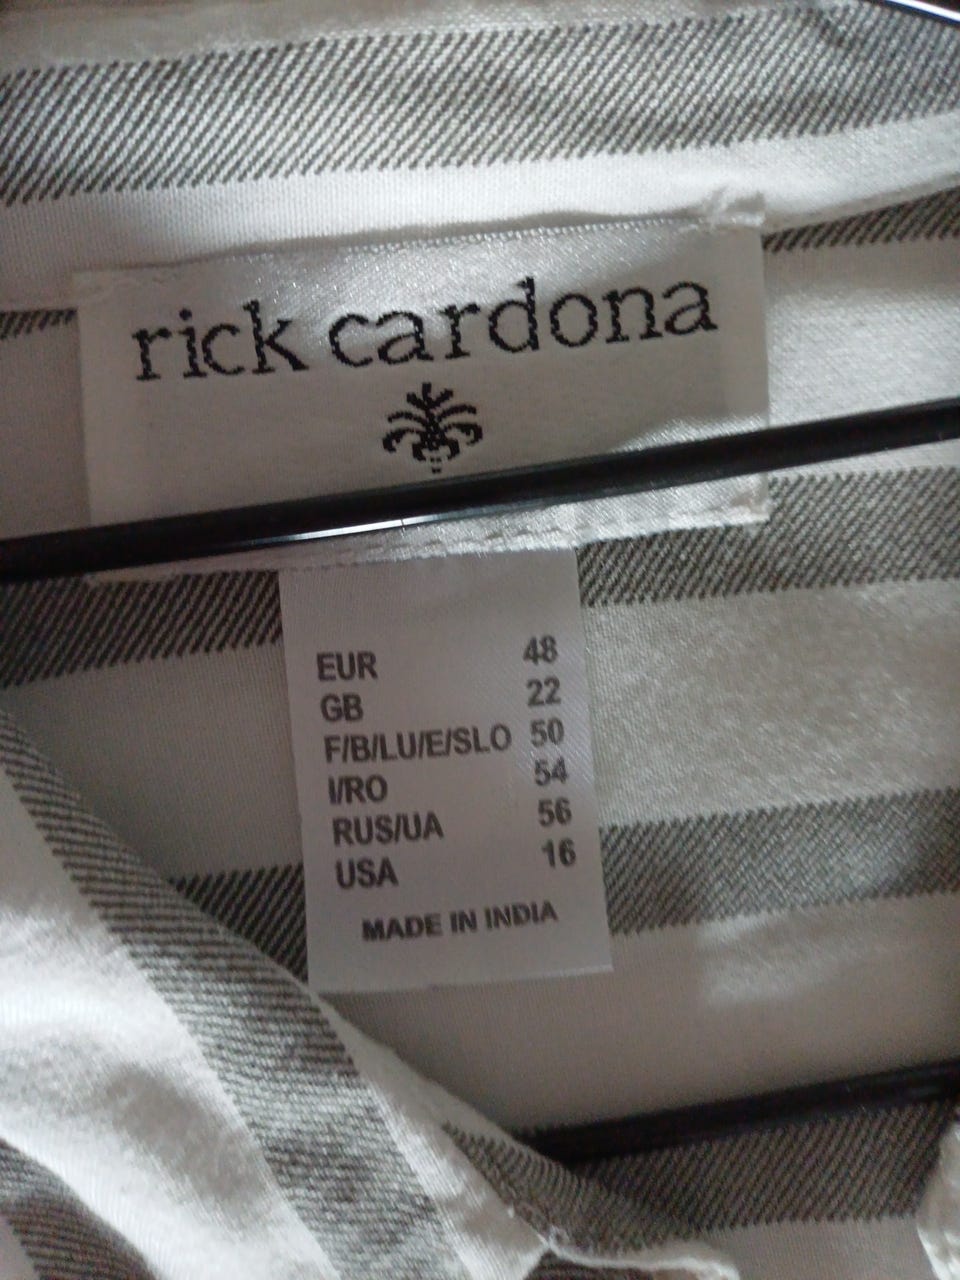 rick cardona
EUR 48
GB 22
F/B/LU/E/SLO 50
I/RO 54
RUS/UA 56
USA 16
MADE IN INDIA